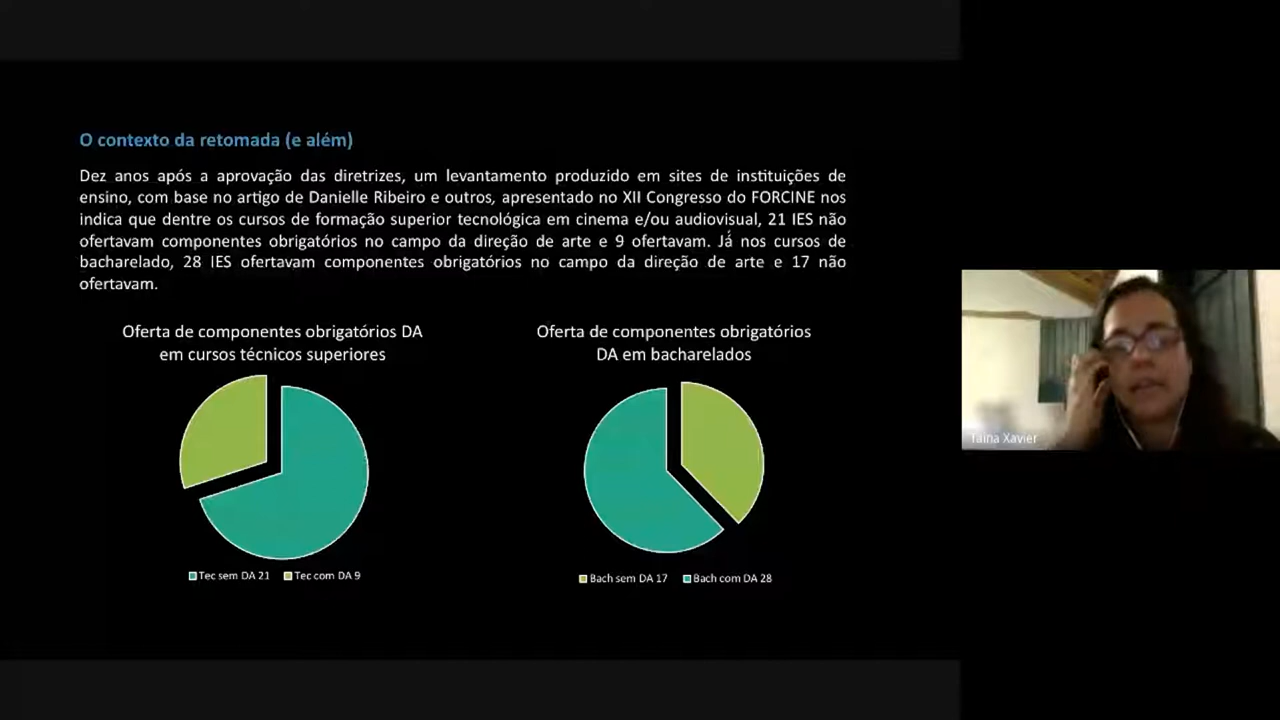 O contexto da retomada (e além)
Dez anos após a aprovação das diretrizes, um levantamento produzido em sites de instituições de
ensino, com base no artigo de Danielle Ribeiro e outros, apresentado no XII Congresso do FORCINE nos
indica que dentre os cursos de formação superior tecnológica em cinema e/ou audiovisual, 21 IES não
ofertavam componentes obrigatórios no campo da direção de arte e 9 ofertavam. Já nos cursos de
bacharelado, 28 IES ofertavam componentes obrigatórios no campo da direção de arte e 17 não
ofertavam.
Oferta de componentes obrigatórios DA
em cursos técnicos superiores
Tec sem DA 21 Tec com DA 9
Oferta de componentes obrigatórios
DA em bacharelados
Bach sem DA 17 Bach com DA 28
Taina Xavier